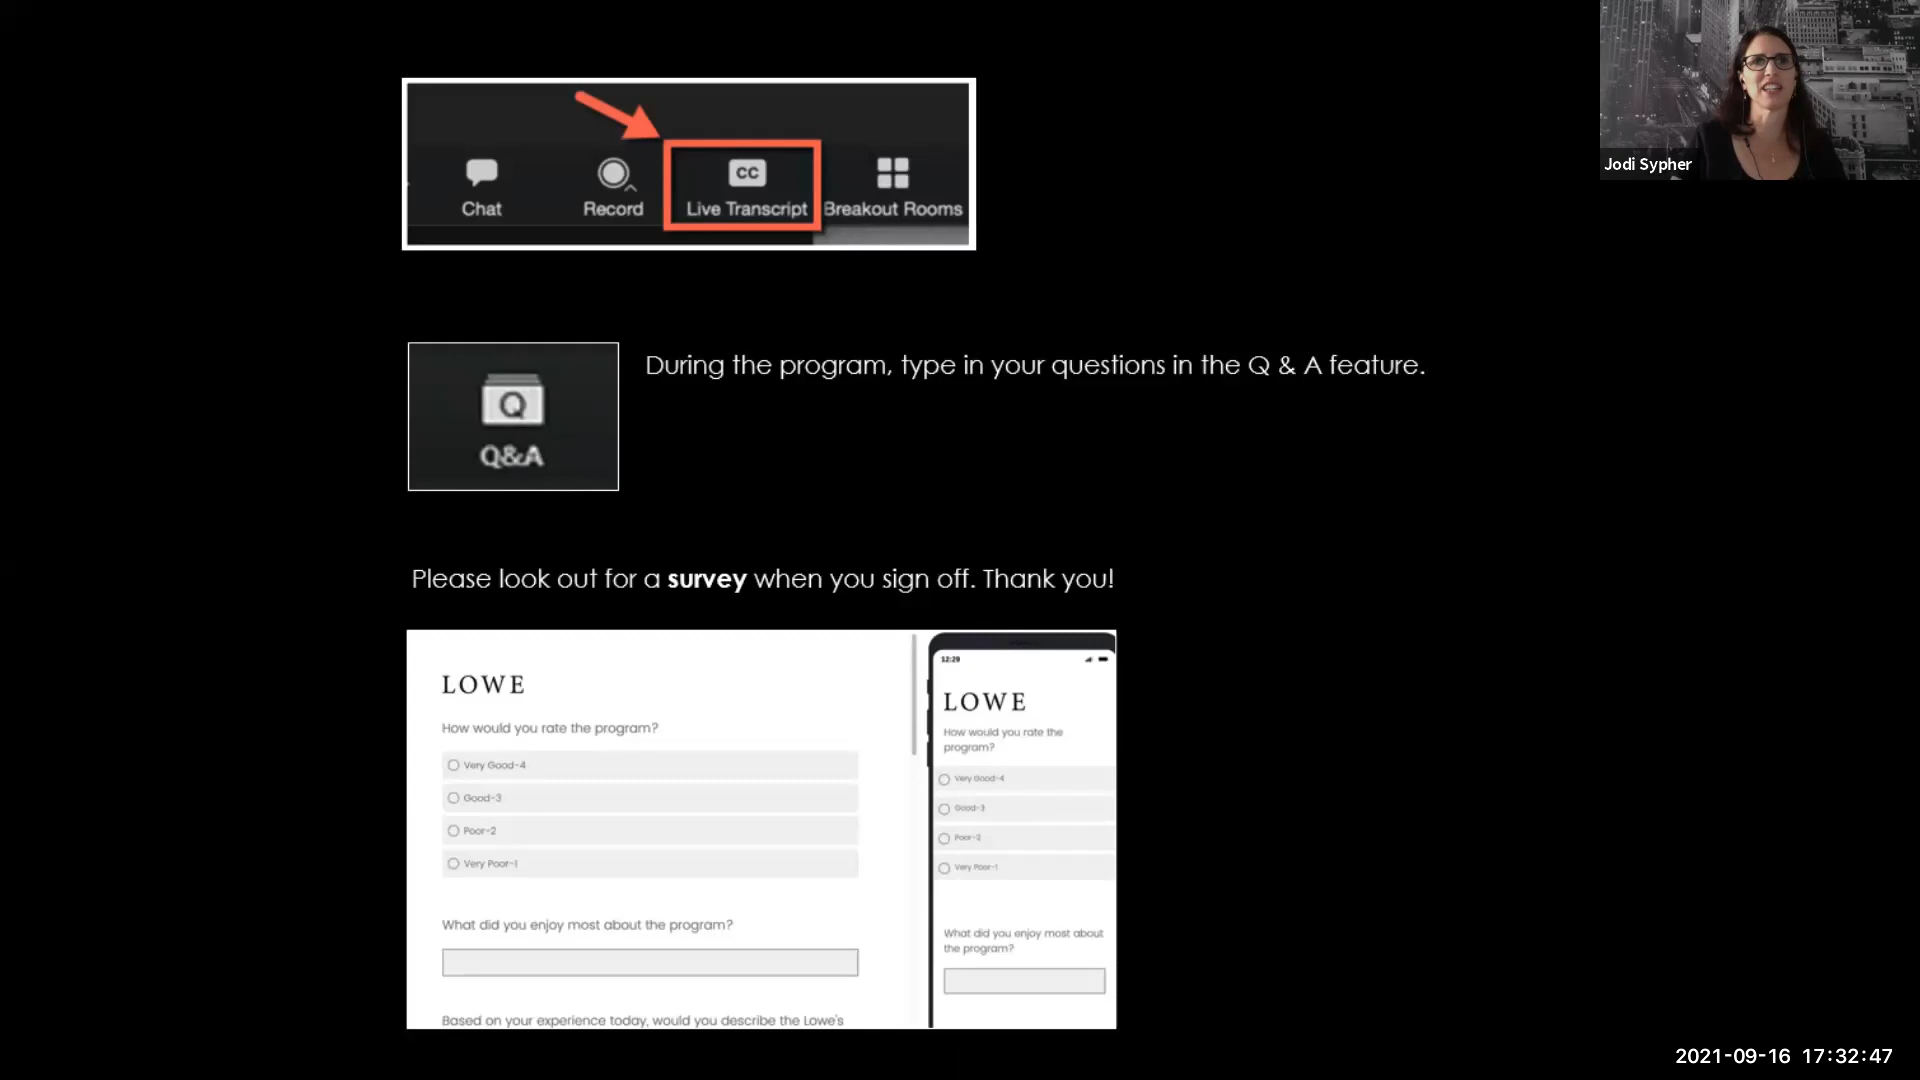 Jodi Sypher
CC
Chat Record Live Transcript Breakout Rooms
During the program, type in your questions in the Q & A feature.
Q
Q&A
Please look out for a survey when you sign off. Thank you!
LOWE
How would you rate the program?
Very Good-4
Good-3
Poor-2
Very Poor-1
What did you enjoy most about the program?
Based on your experience today, would you describe the Lowe's
12:29
LOWE
How would you rate the
program?
Very Good-4
Good-3
Poor-2
Very Poor-1
What did you enjoy most about
the program?
2021-09-16 17:32:47